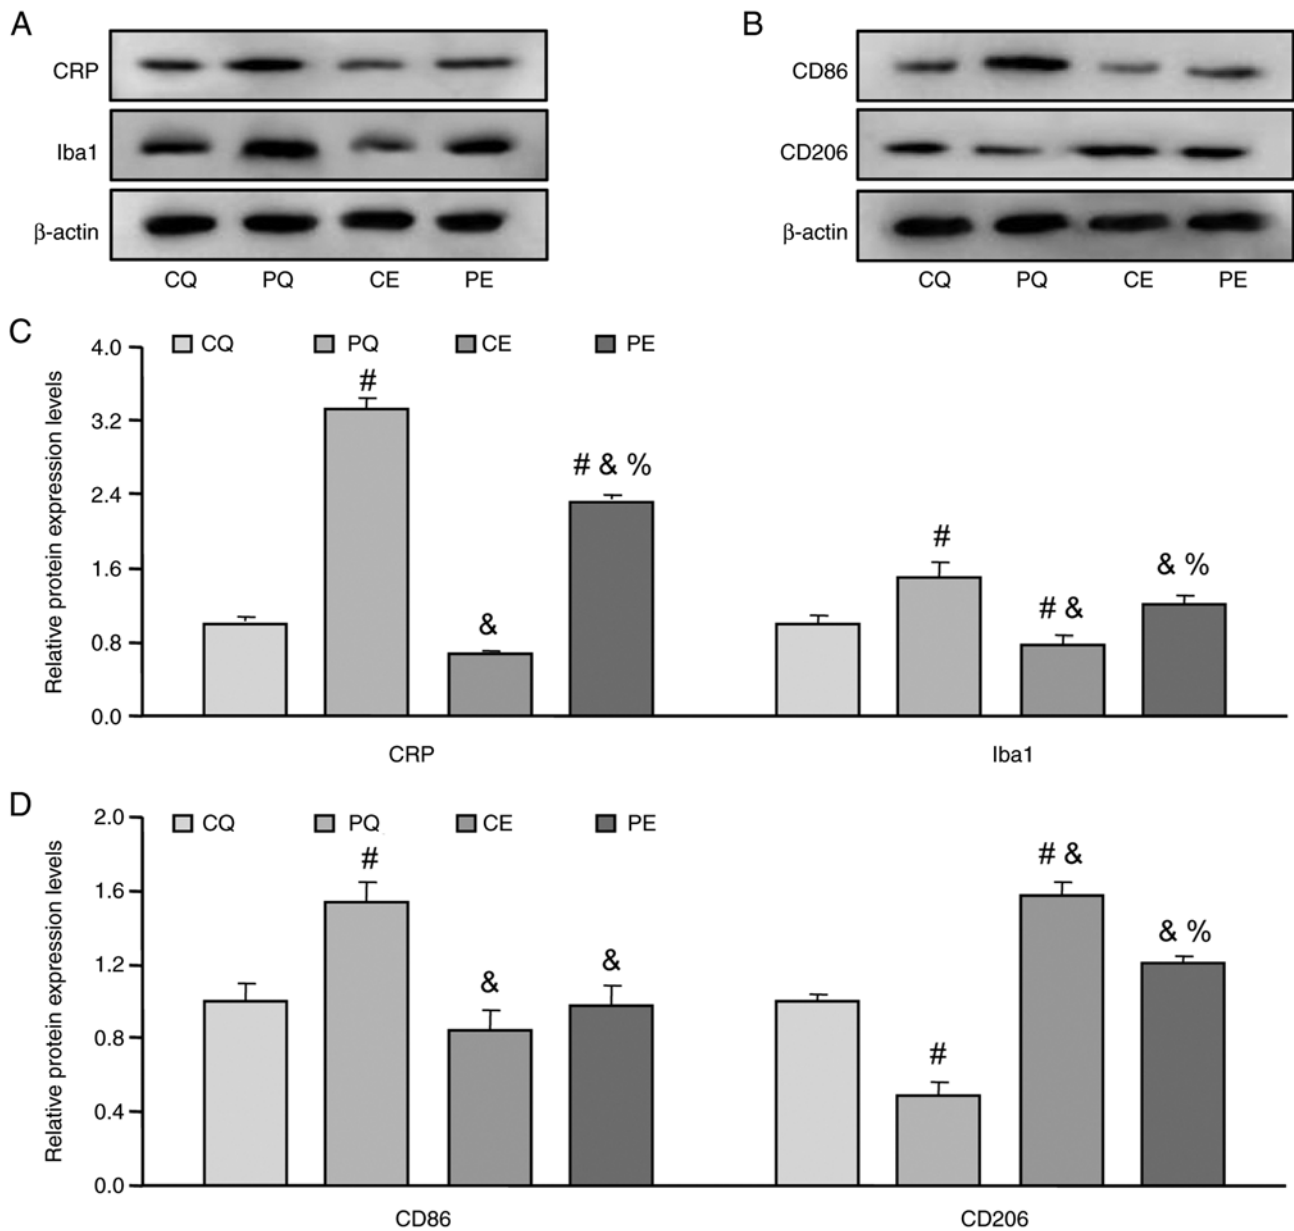 A
B
CRP
CD86
Iba1
CD206
β-actin
β-actin
CQ PQ CE PE
CQ PQ CE PE
C
CQ PQ CE PE
Relative protein expression levels
4.0
3.2
2.4
1.6
0.8
0.0
#
# & %
#
& %
# &
&
CRP
Iba1
D
CQ PQ CE PE
Relative protein expression levels
2.0
1.6
1.2
0.8
0.4
0.0
#
# &
& %
&
&
#
CD86
CD206